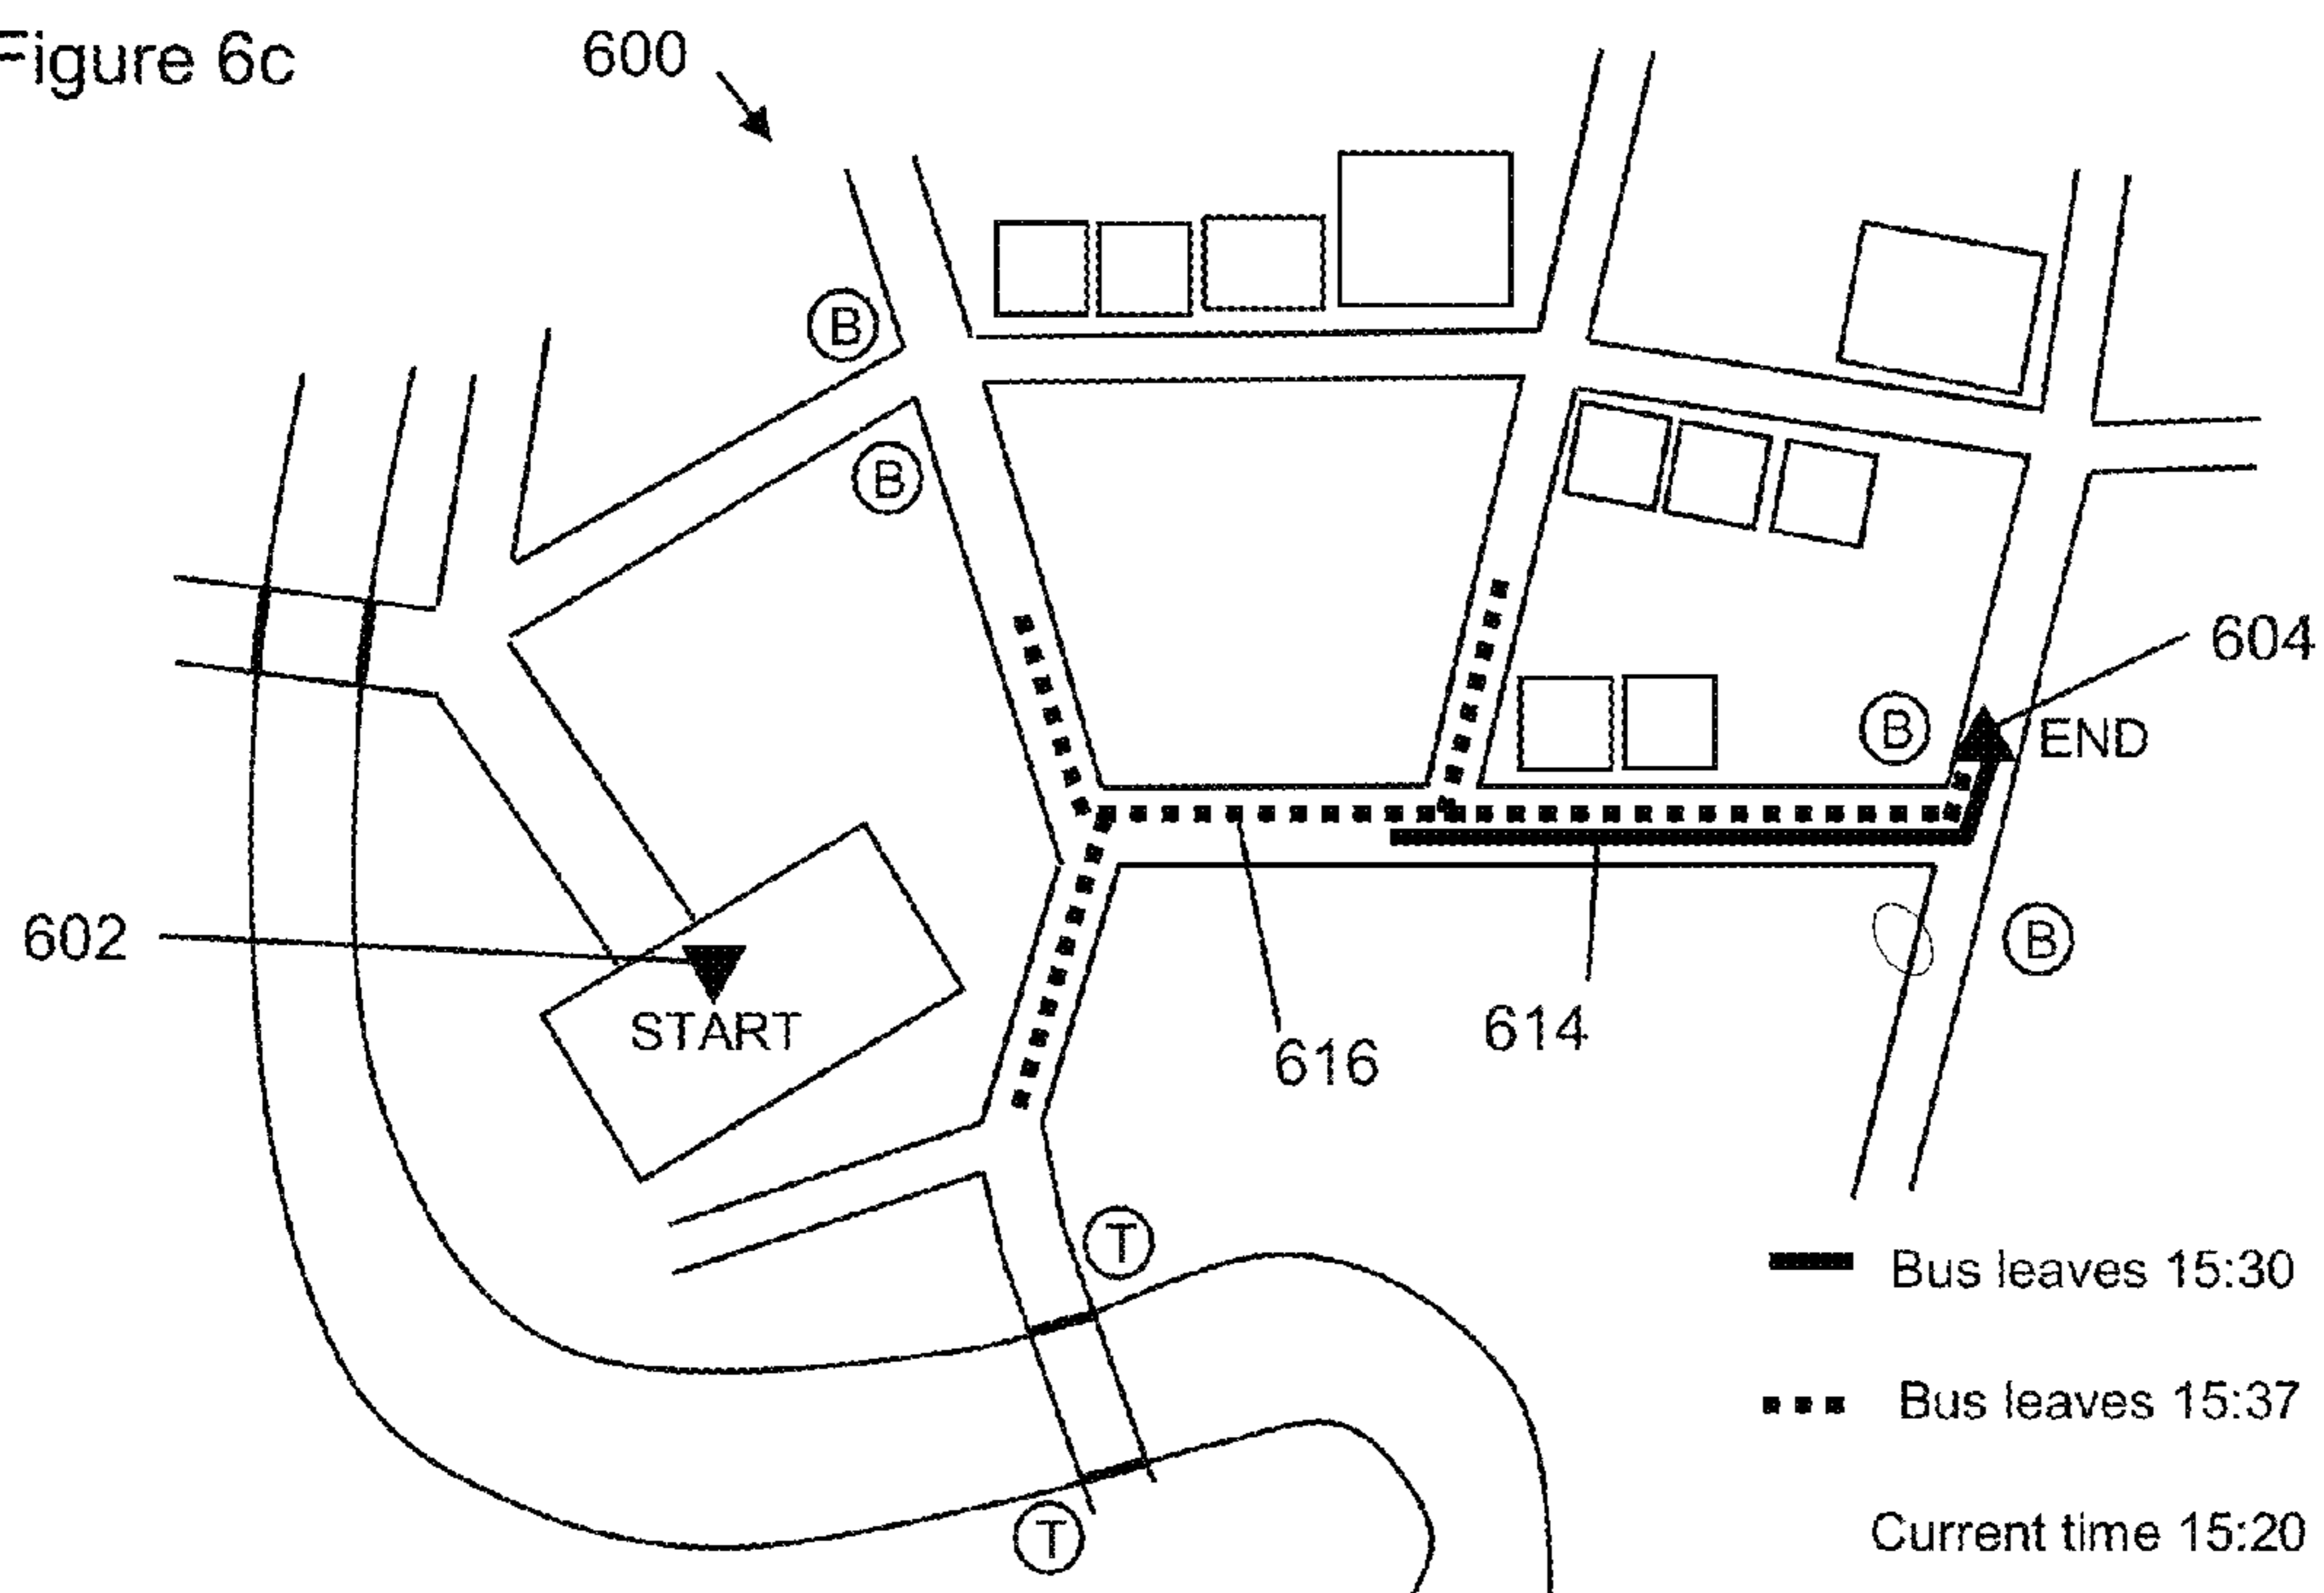 Figure 6c
600
B
B
604
B
END
602
START
B
616
614
T
Bus leaves 15:30
Bus leaves 15:37
T
Current time 15:20